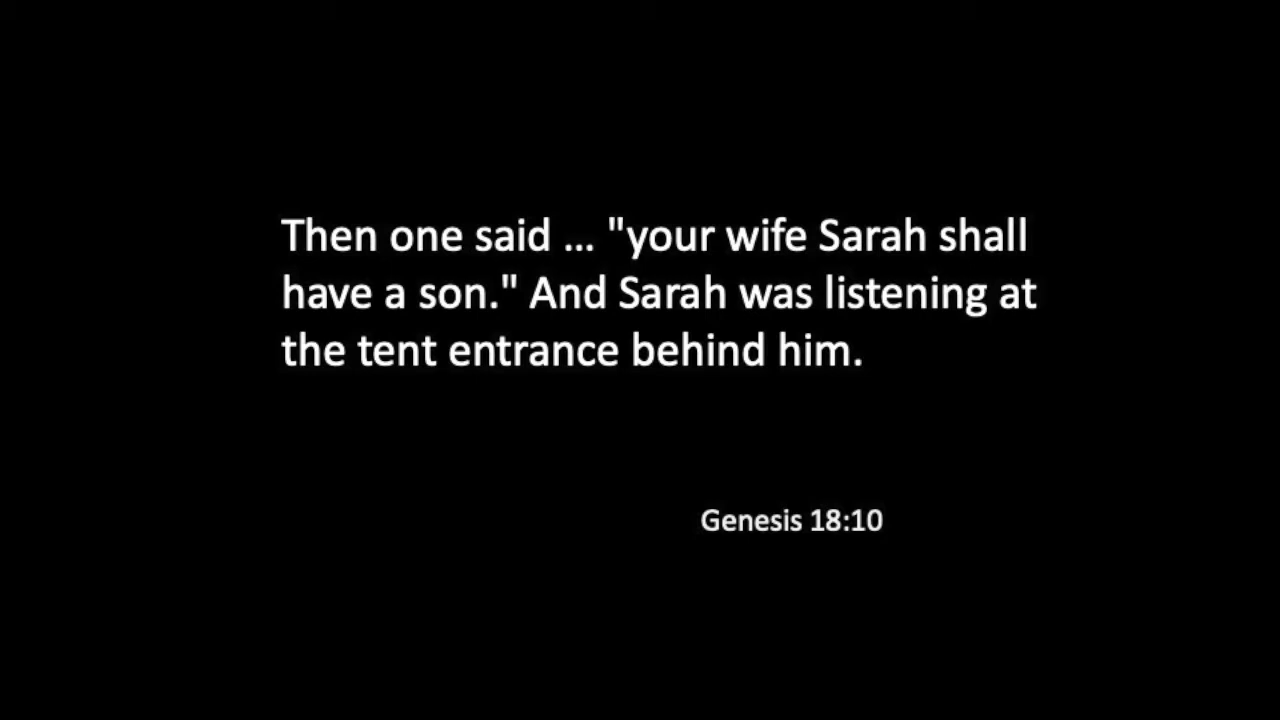 Then one said ... "your wife Sarah shall
have a son." And Sarah was listening at
the tent entrance behind him.
Genesis 18:10